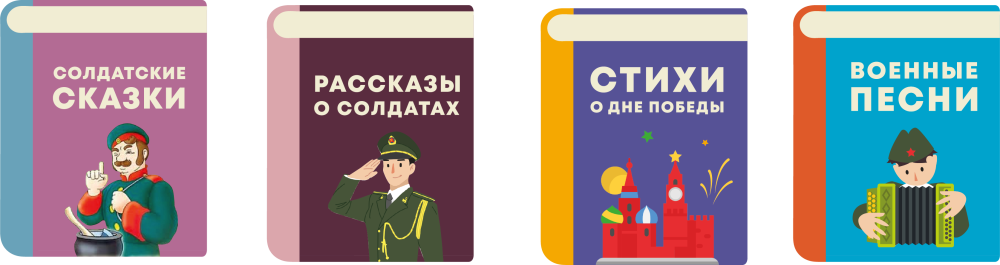 СОЛДАТСКИЕ
СКАЗКИ
РАССКАЗЫ
О СОЛДАТАХ
СТИХИ
О ДНЕ ПОБЕДЫ
ВОЕННЫЕ
ПЕСНИ